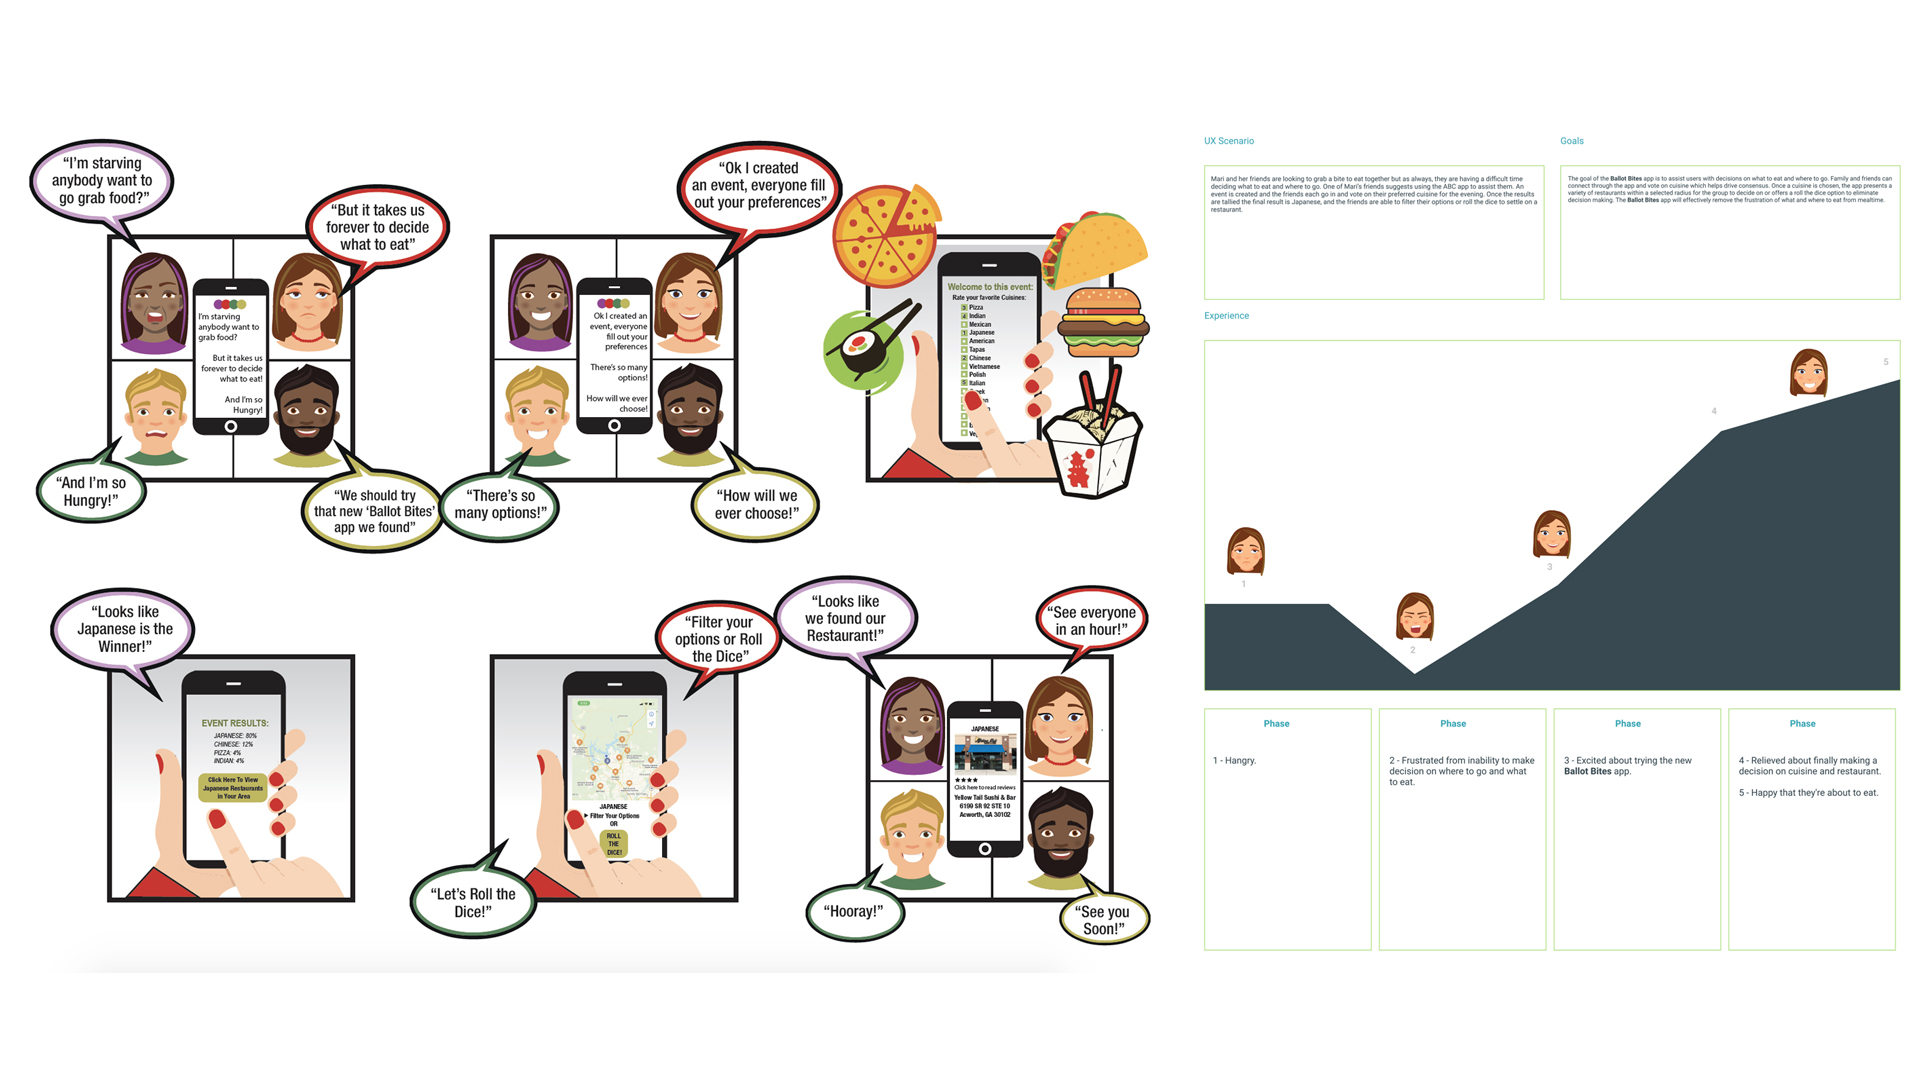 “I’m starving
anybody want to
go grab food?”
“But it takes us
forever to decide
what to eat”
I’m starving
anybody want to
grab food?
But it takes us
forever to decide
what to eat!
And I’m so
Hungry!
“And I’m so
Hungry!”
“We should try
that new ‘Ballot Bites’
app we found”
“Ok I created
an event, everyone fill
out your preferences”
Ok I created an
event, everyone
fill out your
preferences
There’s so many
options!
How will we ever
choose!
“There’s so
many options!”
“How will we
ever choose!”
Welcome to this event:
Rate your favorite Cuisines:
3 Pizza
4 Indian
Mexican
1 Japanese
American
Tapas
2 Chinese
Vietnamese
Polish
5 Italian
“Looks like
Japanese is the
Winner!”
EVENT RESULTS:
JAPANESE: 80%
CHINESE: 12%
PIZZA: 4%
INDIAN: 4%
Click Here To View
Japanese Restaurants
in Your Area
“Filter your
options or Roll
the Dice”
JAPANESE
Filter Your Options
OR
ROLL
THE
DICE!
“Let’s Roll the
Dice!”
“Looks like
we found our
Restaurant!”
“See everyone
in an hour!”
JAPANESE
Click here to read reviews
Yellow Tail Sushi & Bar
6199 SR 92 STE 10
Acworth, GA 30102
“Hooray!”
“See you
Soon!”
UX Scenario
Mari and her friends are looking to grab a bite to eat together but as always, they are having a difficult time
deciding what to eat and where to go. One of Mari’s friends suggests using the ABC app to assist them. An
event is created and the friends each go in and vote on their preferred cuisine for the evening. Once the results
are tallied the final result is Japanese, and the friends are able to filter their options or roll the dice to settle on a
restaurant.
Goals
The goal of the Ballot Bites app is to assist users with decisions on what to eat and where to go. Family and friends can
connect through the app and vote on cuisine which helps drive consensus. Once a cuisine is chosen, the app presents a
variety of restaurants within a selected radius for the group to decide on or offers a roll the dice option to eliminate
decision making. The Ballot Bites app will effectively remove the frustration of what and where to eat from mealtime.
Experience
1
2
3
4
5
Phase
1 - Hangry.
Phase
2 - Frustrated from inability to make
decision on where to go and what
to eat.
Phase
3 - Excited about trying the new
Ballot Bites app.
Phase
4 - Relieved about finally making a
decision on cuisine and restaurant.
5 - Happy that they’re about to eat.